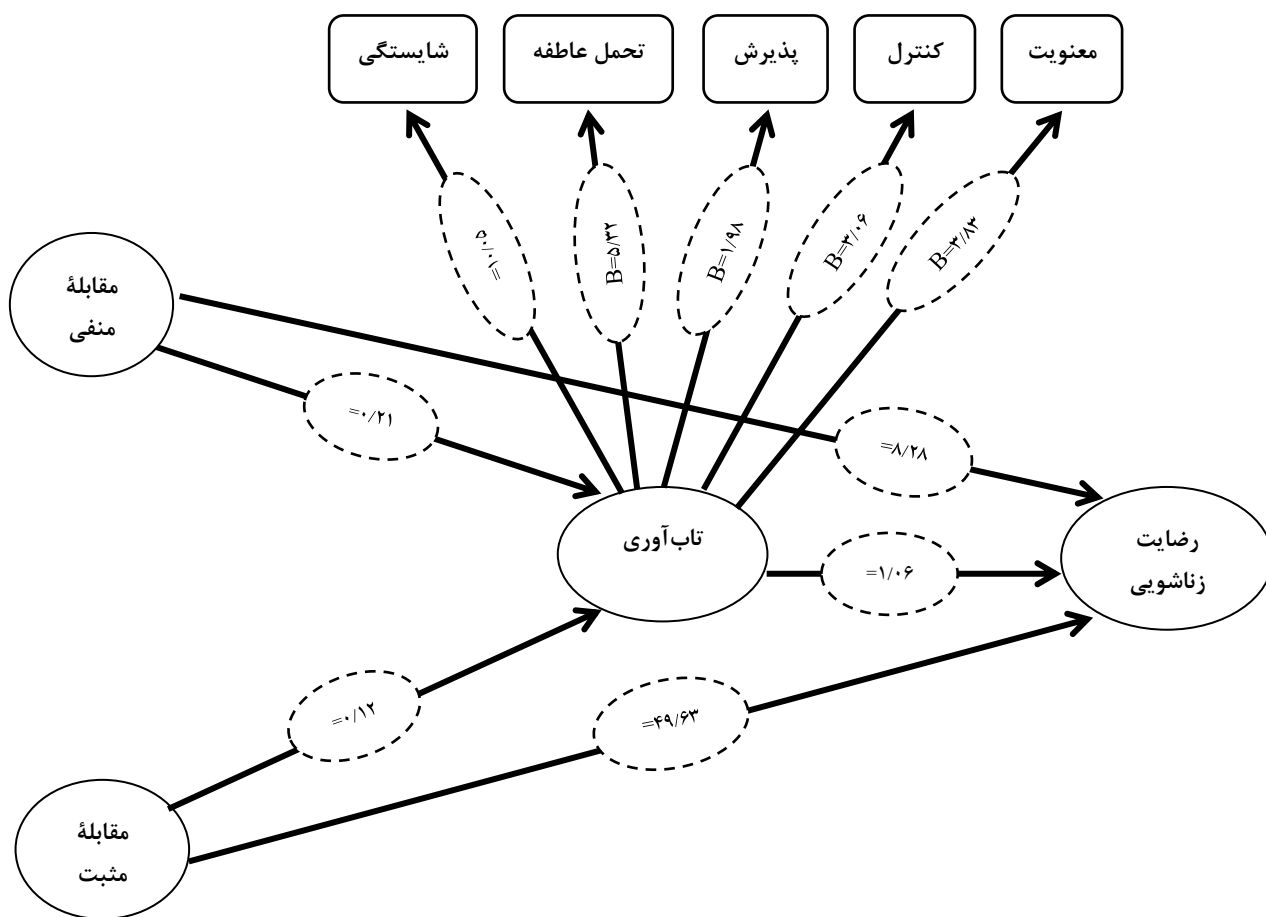 معنویت
کنترل
پذیرش
تحمل عاطفه
شایستگی
B=۳/۸۳
B=۳/۰۶
B=۱/۹۸
B=۵/۳۲
=۱۰/۰۵
مقابلهٔ
منفی
=۰/۲۱
=۸/۲۸
رضایت
زناشویی
تاب‌آوری
=۱/۰۶
=۰/۱۲
=۴۹/۶۳
مقابلهٔ
مثبت